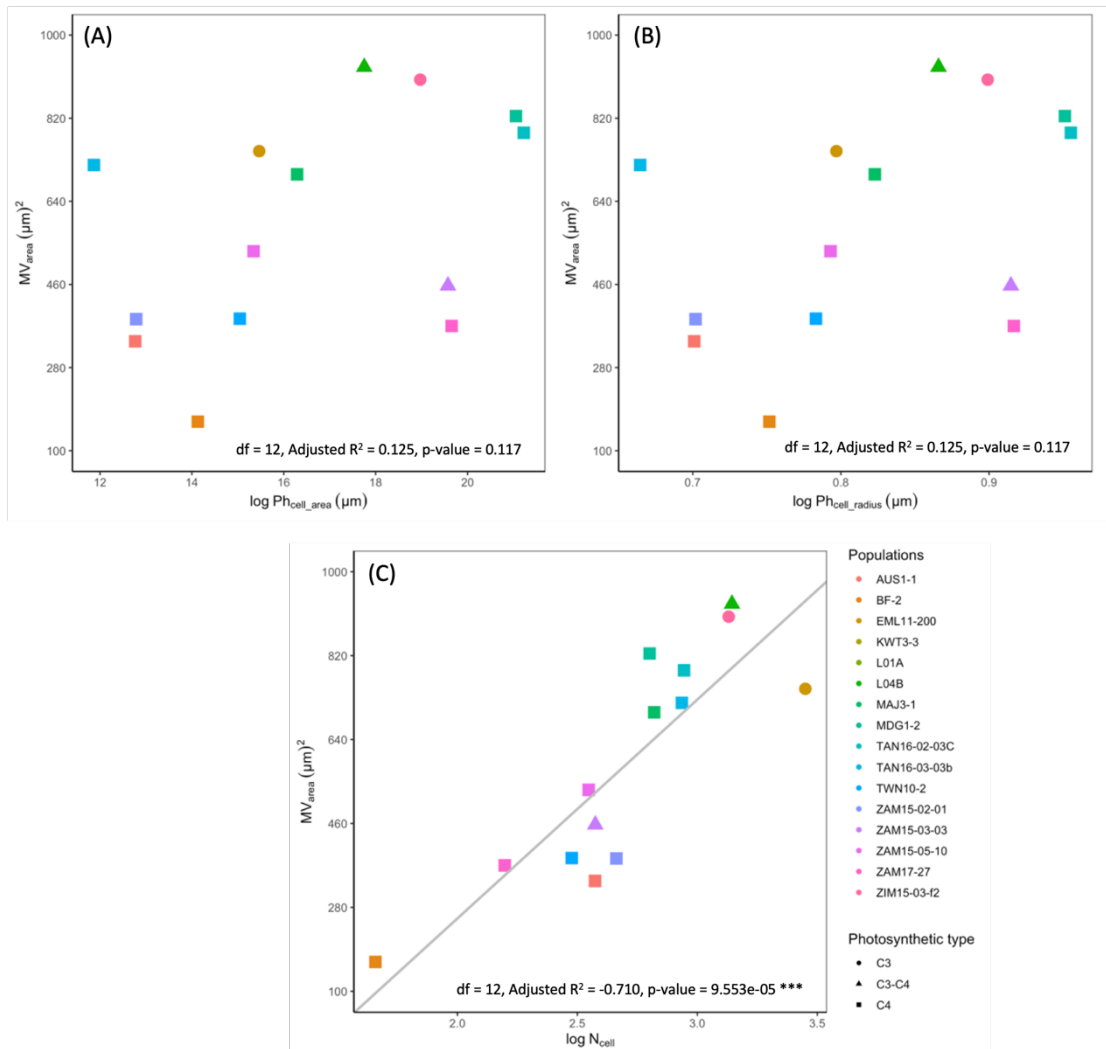 (A)
1000
820
640
460
280
100
MVarea (μm)²
12 14 16 18 20
log Phcell_area (μm)
df = 12, Adjusted R² = 0.125, p-value = 0.117
(B)
1000
820
640
460
280
100
MVarea (μm)²
0.7 0.8 0.9
log Phcell_radius (μm)
df = 12, Adjusted R² = 0.125, p-value = 0.117
(C)
1000
820
640
460
280
100
MVarea (μm)²
2.0 2.5 3.0 3.5
log Ncell
df = 12, Adjusted R² = -0.710, p-value = 9.553e-05 ***
Populations
AUS1-1
BF-2
EML11-200
KWT3-3
L01A
L04B
MAJ3-1
MDG1-2
TAN16-02-03C
TAN16-03-03b
TWN10-2
ZAM15-02-01
ZAM15-03-03
ZAM15-05-10
ZAM17-27
ZIM15-03-f2
Photosynthetic type
C3
C3-C4
C4